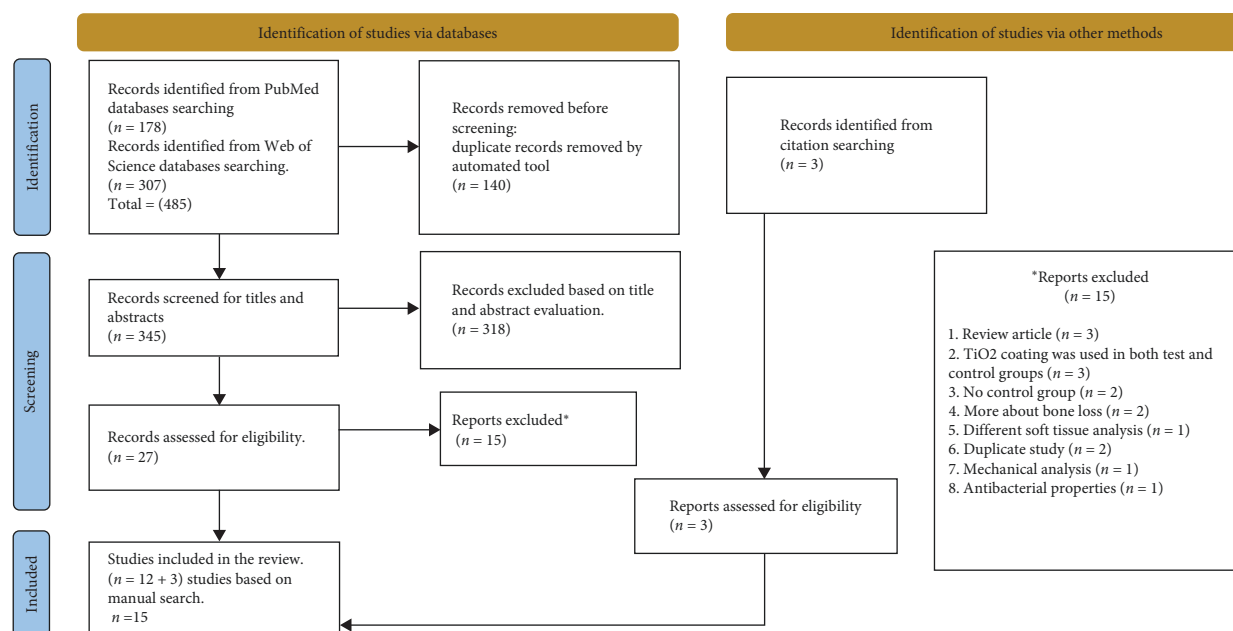 Identification of studies via databases
Identification of studies via other methods
Identification
Records identified from PubMed
databases searching
(n = 178)
Records identified from Web of
Science databases searching.
(n = 307)
Total = (485)
Records removed before
screening:
duplicate records removed by
automated tool
(n = 140)
Records identified from
citation searching
(n = 3)
Screening
Records screened for titles and
abstracts
(n = 345)
Records excluded based on title
and abstract evaluation.
(n = 318)
Records assessed for eligibility.
(n = 27)
Reports excluded*
(n = 15)
Reports assessed for eligibility
(n = 3)
*Reports excluded
(n = 15)
1. Review article (n = 3)
2. TiO2 coating was used in both test and
control groups (n = 3)
3. No control group (n = 2)
4. More about bone loss (n = 2)
5. Different soft tissue analysis (n = 1)
6. Duplicate study (n = 2)
7. Mechanical analysis (n = 1)
8. Antibacterial properties (n = 1)
Included
Studies included in the review.
(n = 12 + 3) studies based on
manual search.
n =15